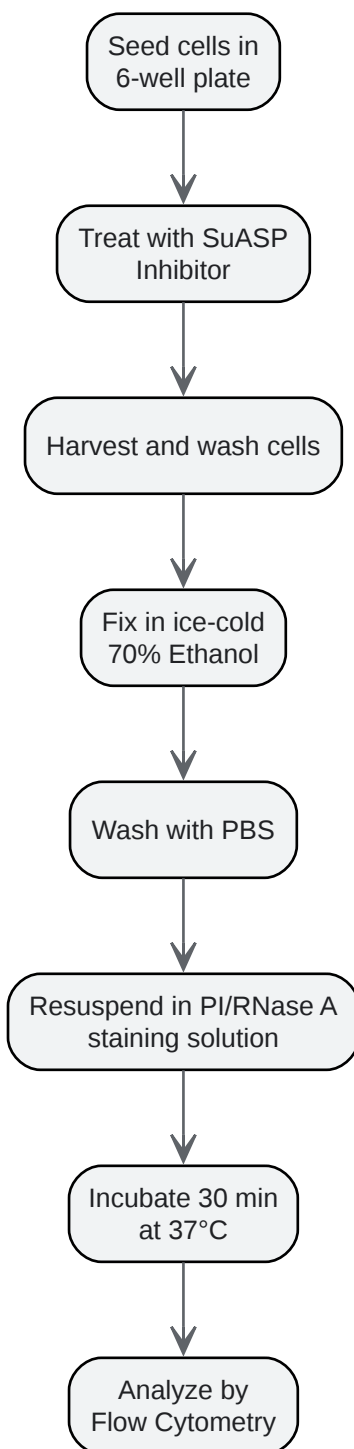 Seed cells in
6-well plate
Treat with SuASP
Inhibitor
Harvest and wash cells
Fix in ice-cold
70% Ethanol
Wash with PBS
Resuspend in PI/RNase A
staining solution
Incubate 30 min
at 37°C
Analyze by
Flow Cytometry